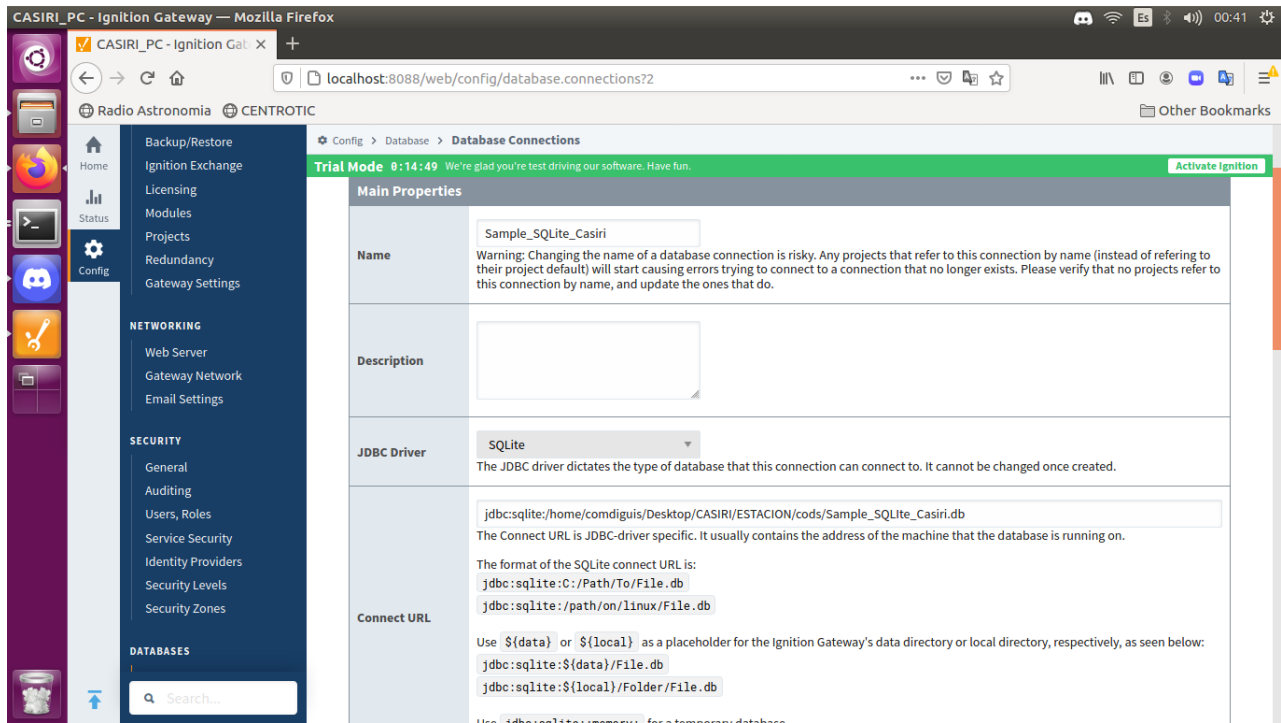 CASIRI_PC - Ignition Gateway — Mozilla Firefox
Es
00:41
CASIRI_PC - Ignition Gat
localhost:8088/web/config/database.connections?2
Radio Astronomia
CENTROTIC
Other Bookmarks
Home
Status
Config
Backup/Restore
Ignition Exchange
Licensing
Modules
Projects
Redundancy
Gateway Settings
NETWORKING
Web Server
Gateway Network
Email Settings
SECURITY
General
Auditing
Users, Roles
Service Security
Identity Providers
Security Levels
Security Zones
DATABASES
Search...
Config > Database > Database Connections
Trial Mode 0:14:49 We're glad you're test driving our software. Have fun.
Activate Ignition
Main Properties
Name
Sample_SQLite_Casiri
Warning: Changing the name of a database connection is risky. Any projects that refer to this connection by name (instead of refering to
their project default) will start causing errors trying to connect to a connection that no longer exists. Please verify that no projects refer to
this connection by name, and update the ones that do.
Description
JDBC Driver
SQLite
The JDBC driver dictates the type of database that this connection can connect to. It cannot be changed once created.
Connect URL
jdbc:sqlite:/home/comdiguis/Desktop/CASIRI/ESTACION/cods/Sample_SQLIte_Casiri.db
The Connect URL is JDBC-driver specific. It usually contains the address of the machine that the database is running on.
The format of the SQLite connect URL is:
jdbc:sqlite:C:/Path/To/File.db
jdbc:sqlite:/path/on/linux/File.db
Use ${data} or ${local} as a placeholder for the Ignition Gateway's data directory or local directory, respectively, as seen below:
jdbc:sqlite:${data}/File.db
jdbc:sqlite:${local}/Folder/File.db
Use jdbc:sqlite::memory: for a temporary database